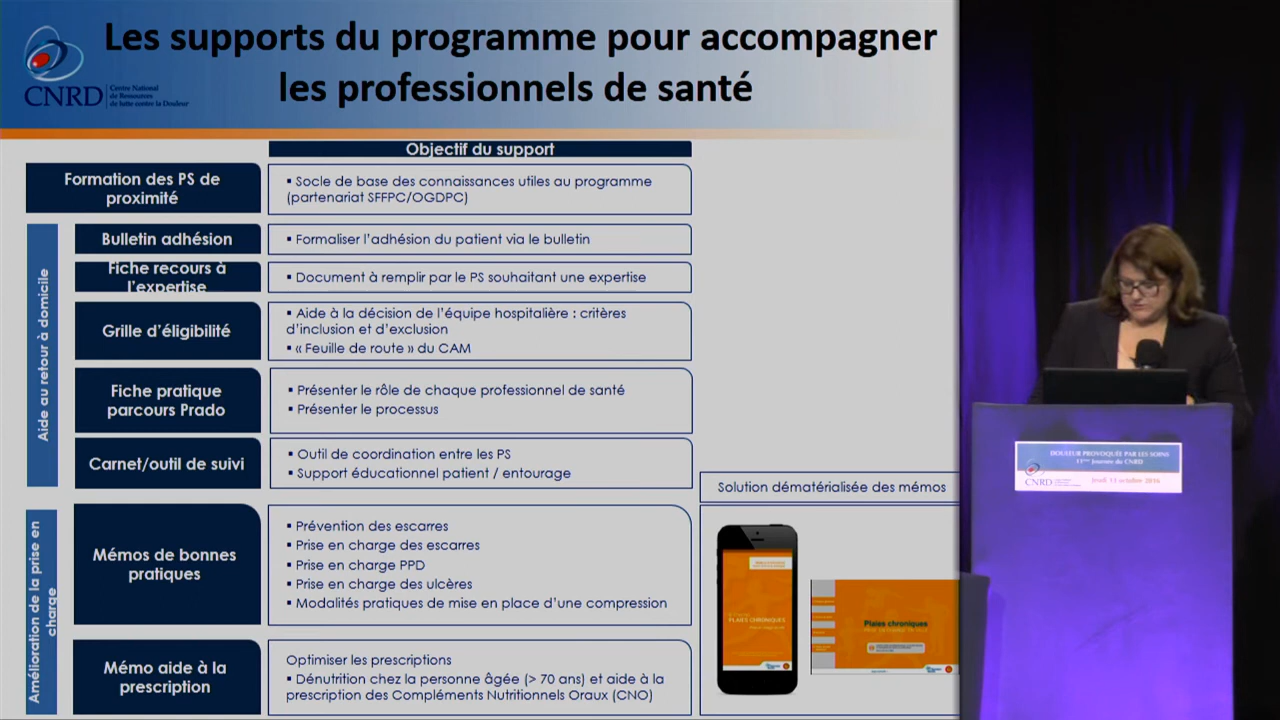 Les supports du programme pour accompagner
les professionnels de santé
CNRD
Centre National
de Ressources
de lutte contre la Douleur
Objectif du support
Formation des PS de
proximité
▪ Socle de base des connaissances utiles au programme
(partenariat SFFPC/OGDPC)
Aide au retour à domicile
Bulletin adhésion
▪ Formaliser l’adhésion du patient via le bulletin
Fiche recours à
l’expertise
▪ Document à remplir par le PS souhaitant une expertise
Grille d’éligibilité
▪ Aide à la décision de l’équipe hospitalière : critères
d’inclusion et d’exclusion
▪ « Feuille de route » du CAM
Fiche pratique
parcours Prado
▪ Présenter le rôle de chaque professionnel de santé
▪ Présenter le processus
Carnet/outil de suivi
▪ Outil de coordination entre les PS
▪ Support éducationnel patient / entourage
Amélioration de la prise en
charge
Mémos de bonnes
pratiques
▪ Prévention des escarres
▪ Prise en charge des escarres
▪ Prise en charge PPD
▪ Prise en charge des ulcères
▪ Modalités pratiques de mise en place d’une compression
Mémo aide à la
prescription
Optimiser les prescriptions
▪ Dénutrition chez la personne âgée (> 70 ans) et aide à la
prescription des Compléments Nutritionnels Oraux (CNO)
Solution dématérialisée des mémos
PLAIES CHRONIQUES
Plaies chroniques
DOULEUR PROVOQUÉE PAR LES SOINS
11ème Journée du CNRD
CNRD
Jeudi 13 octobre 2016